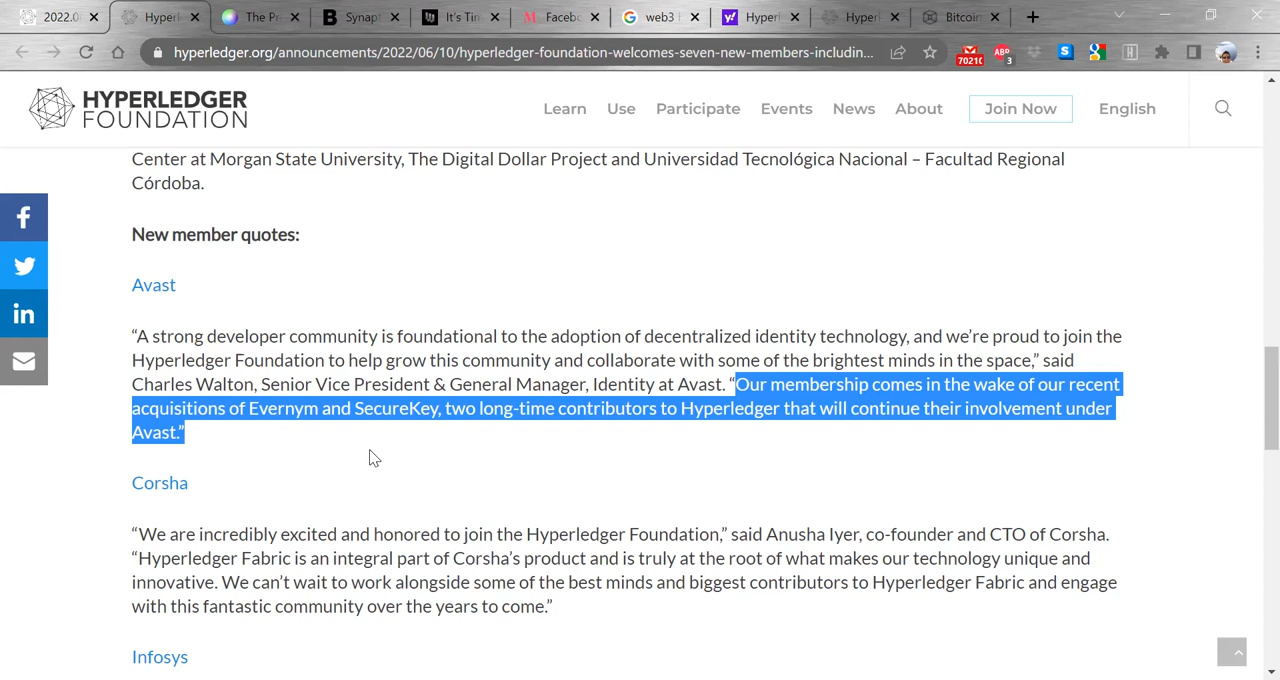 2022.0
Hyperl
The Pr
Synapt
It's Tin
Faceb
web3 
Hyperl
Hyperl
Bitcoin
hyperledger.org/announcements/2022/06/10/hyperledger-foundation-welcomes-seven-new-members-includin...
7021(
ABP
3
HYPERLEDGER
FOUNDATION
Learn
Use
Participate
Events
News
About
Join Now
English
Center at Morgan State University, The Digital Dollar Project and Universidad Tecnológica Nacional – Facultad Regional
Córdoba.
New member quotes:
Avast
“A strong developer community is foundational to the adoption of decentralized identity technology, and we’re proud to join the
Hyperledger Foundation to help grow this community and collaborate with some of the brightest minds in the space,” said
Charles Walton, Senior Vice President & General Manager, Identity at Avast. “Our membership comes in the wake of our recent
acquisitions of Evernym and SecureKey, two long-time contributors to Hyperledger that will continue their involvement under
Avast.”
Corsha
“We are incredibly excited and honored to join the Hyperledger Foundation,” said Anusha Iyer, co-founder and CTO of Corsha.
“Hyperledger Fabric is an integral part of Corsha’s product and is truly at the root of what makes our technology unique and
innovative. We can’t wait to work alongside some of the best minds and biggest contributors to Hyperledger Fabric and engage
with this fantastic community over the years to come.”
Infosys